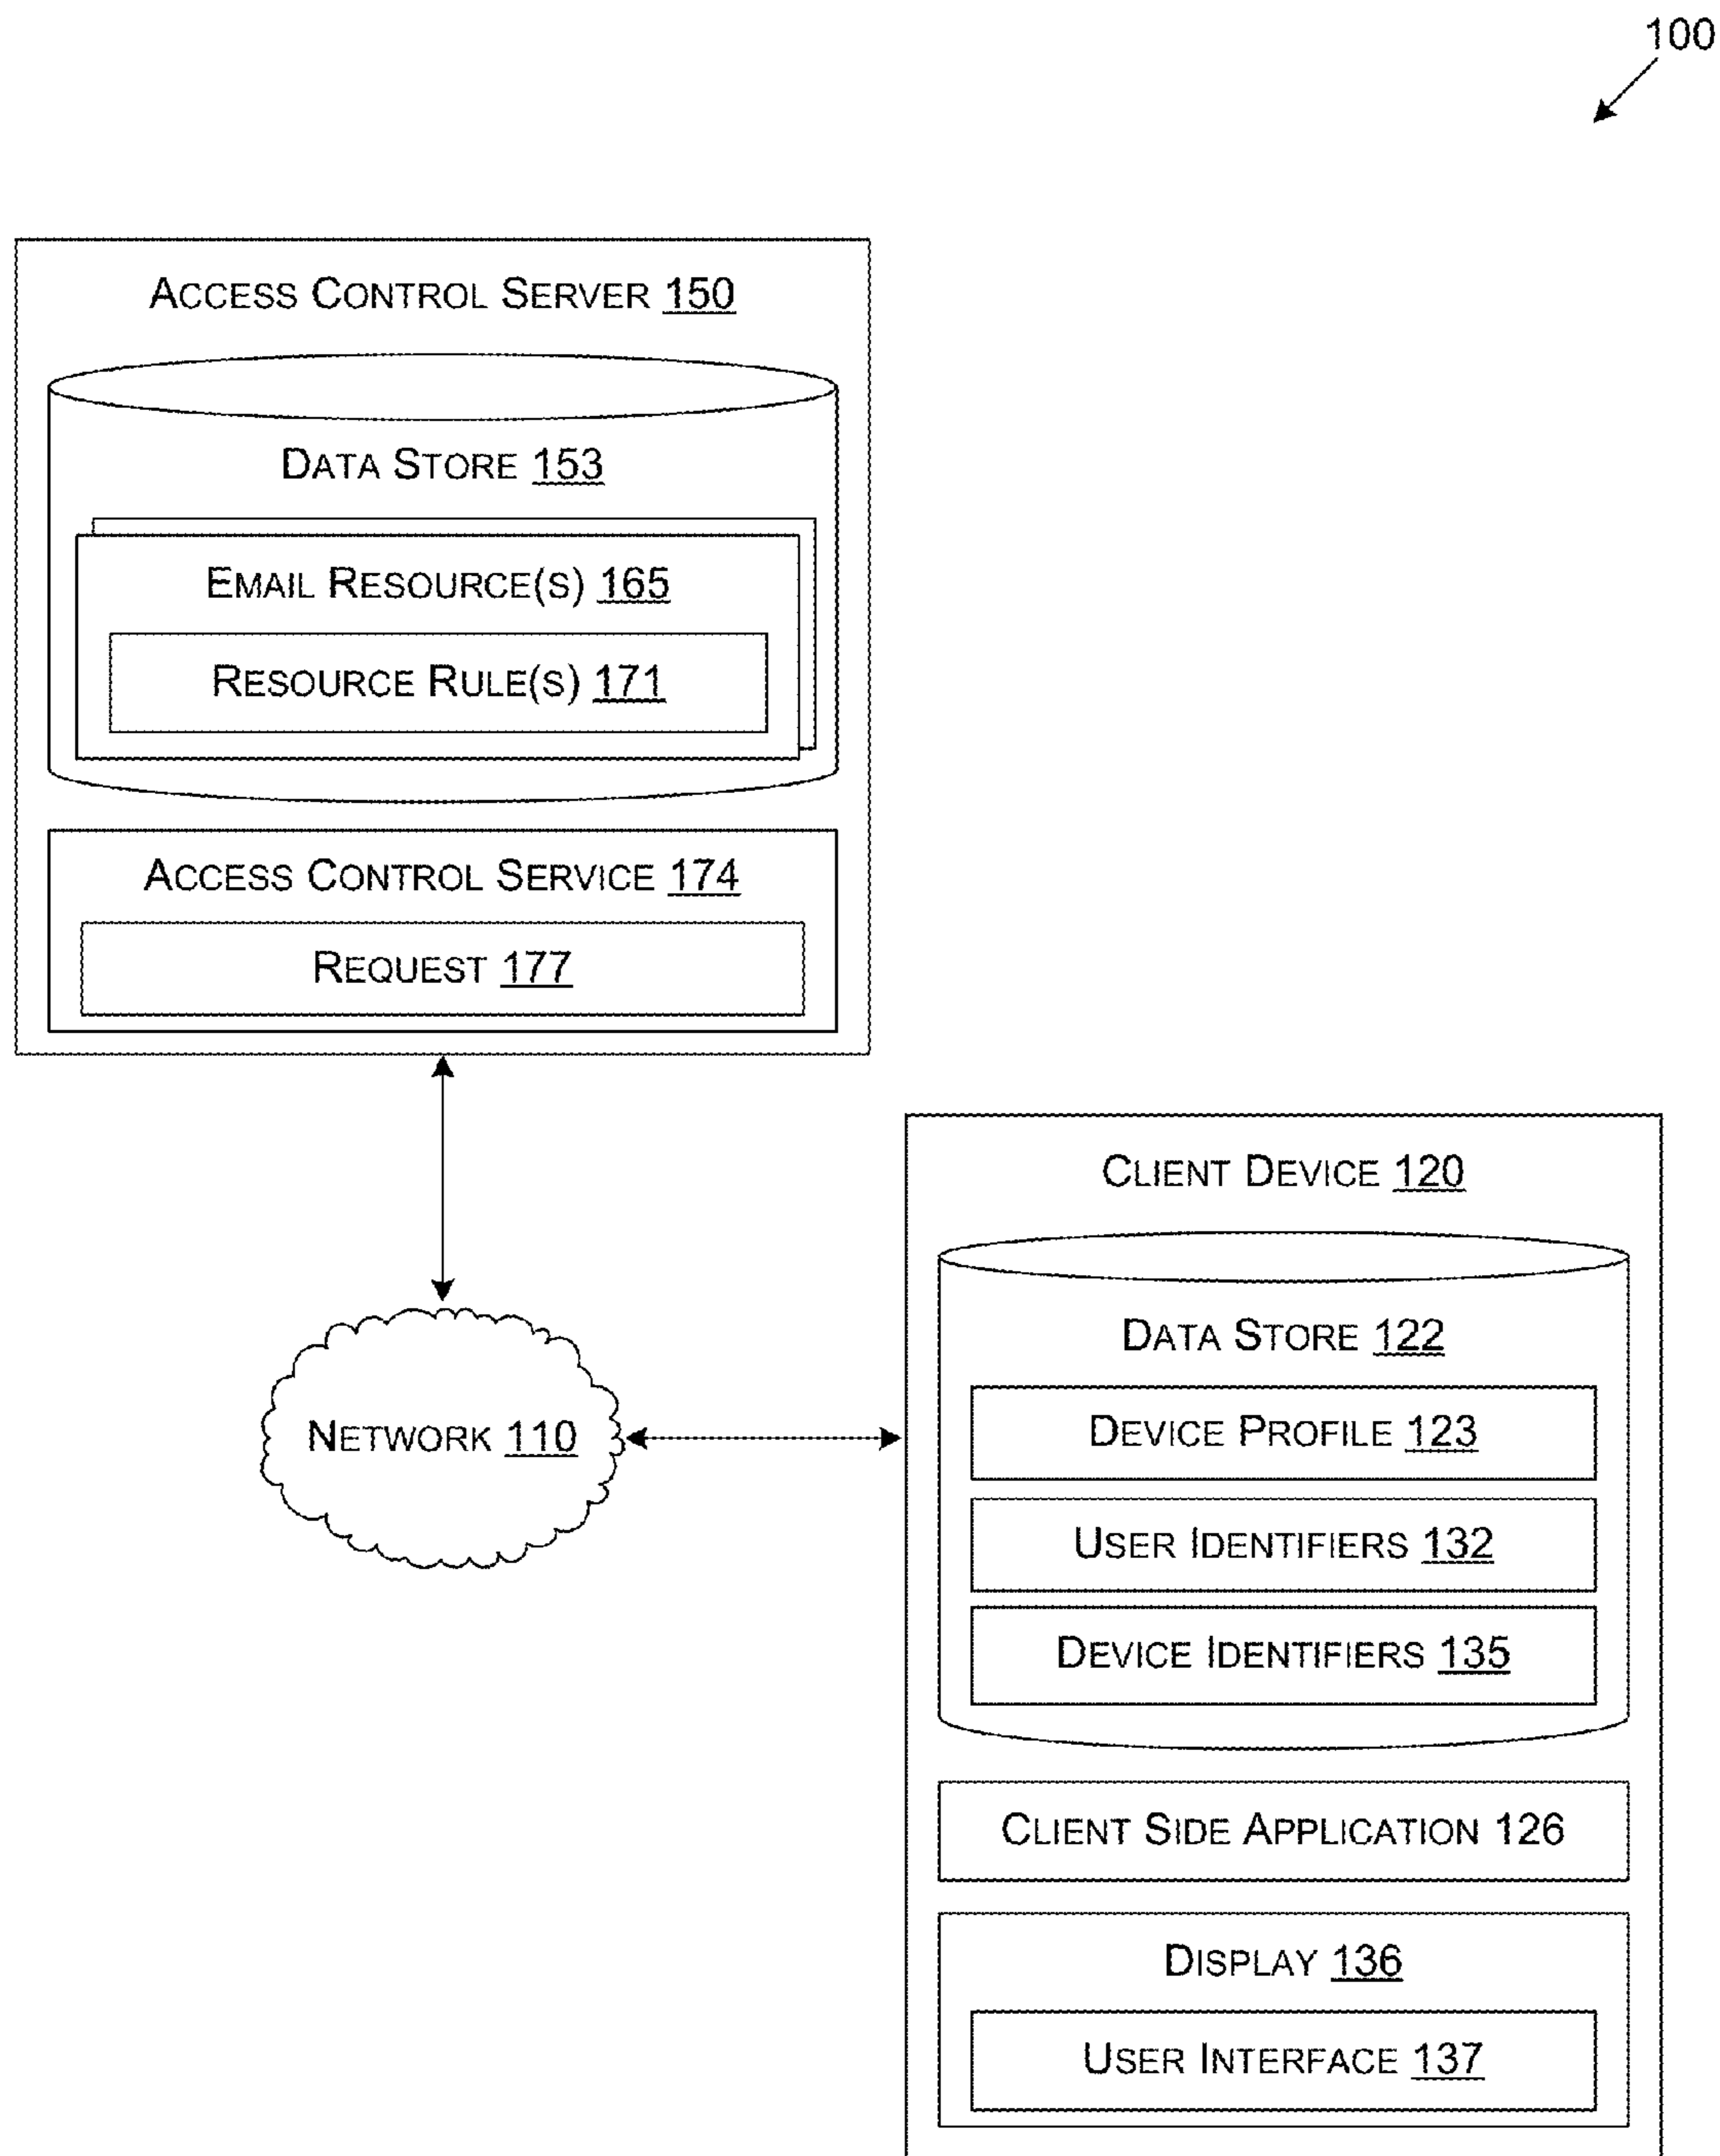 100
ACCESS CONTROL SERVER 150
DATA STORE 153
EMAIL RESOURCE(S) 165
RESOURCE RULE(S) 171
ACCESS CONTROL SERVICE 174
REQUEST 177
CLIENT DEVICE 120
DATA STORE 122
NETWORK 110
DEVICE PROFILE 123
USER IDENTIFIERS 132
DEVICE IDENTIFIERS 135
CLIENT SIDE APPLICATION 126
DISPLAY 136
USER INTERFACE 137